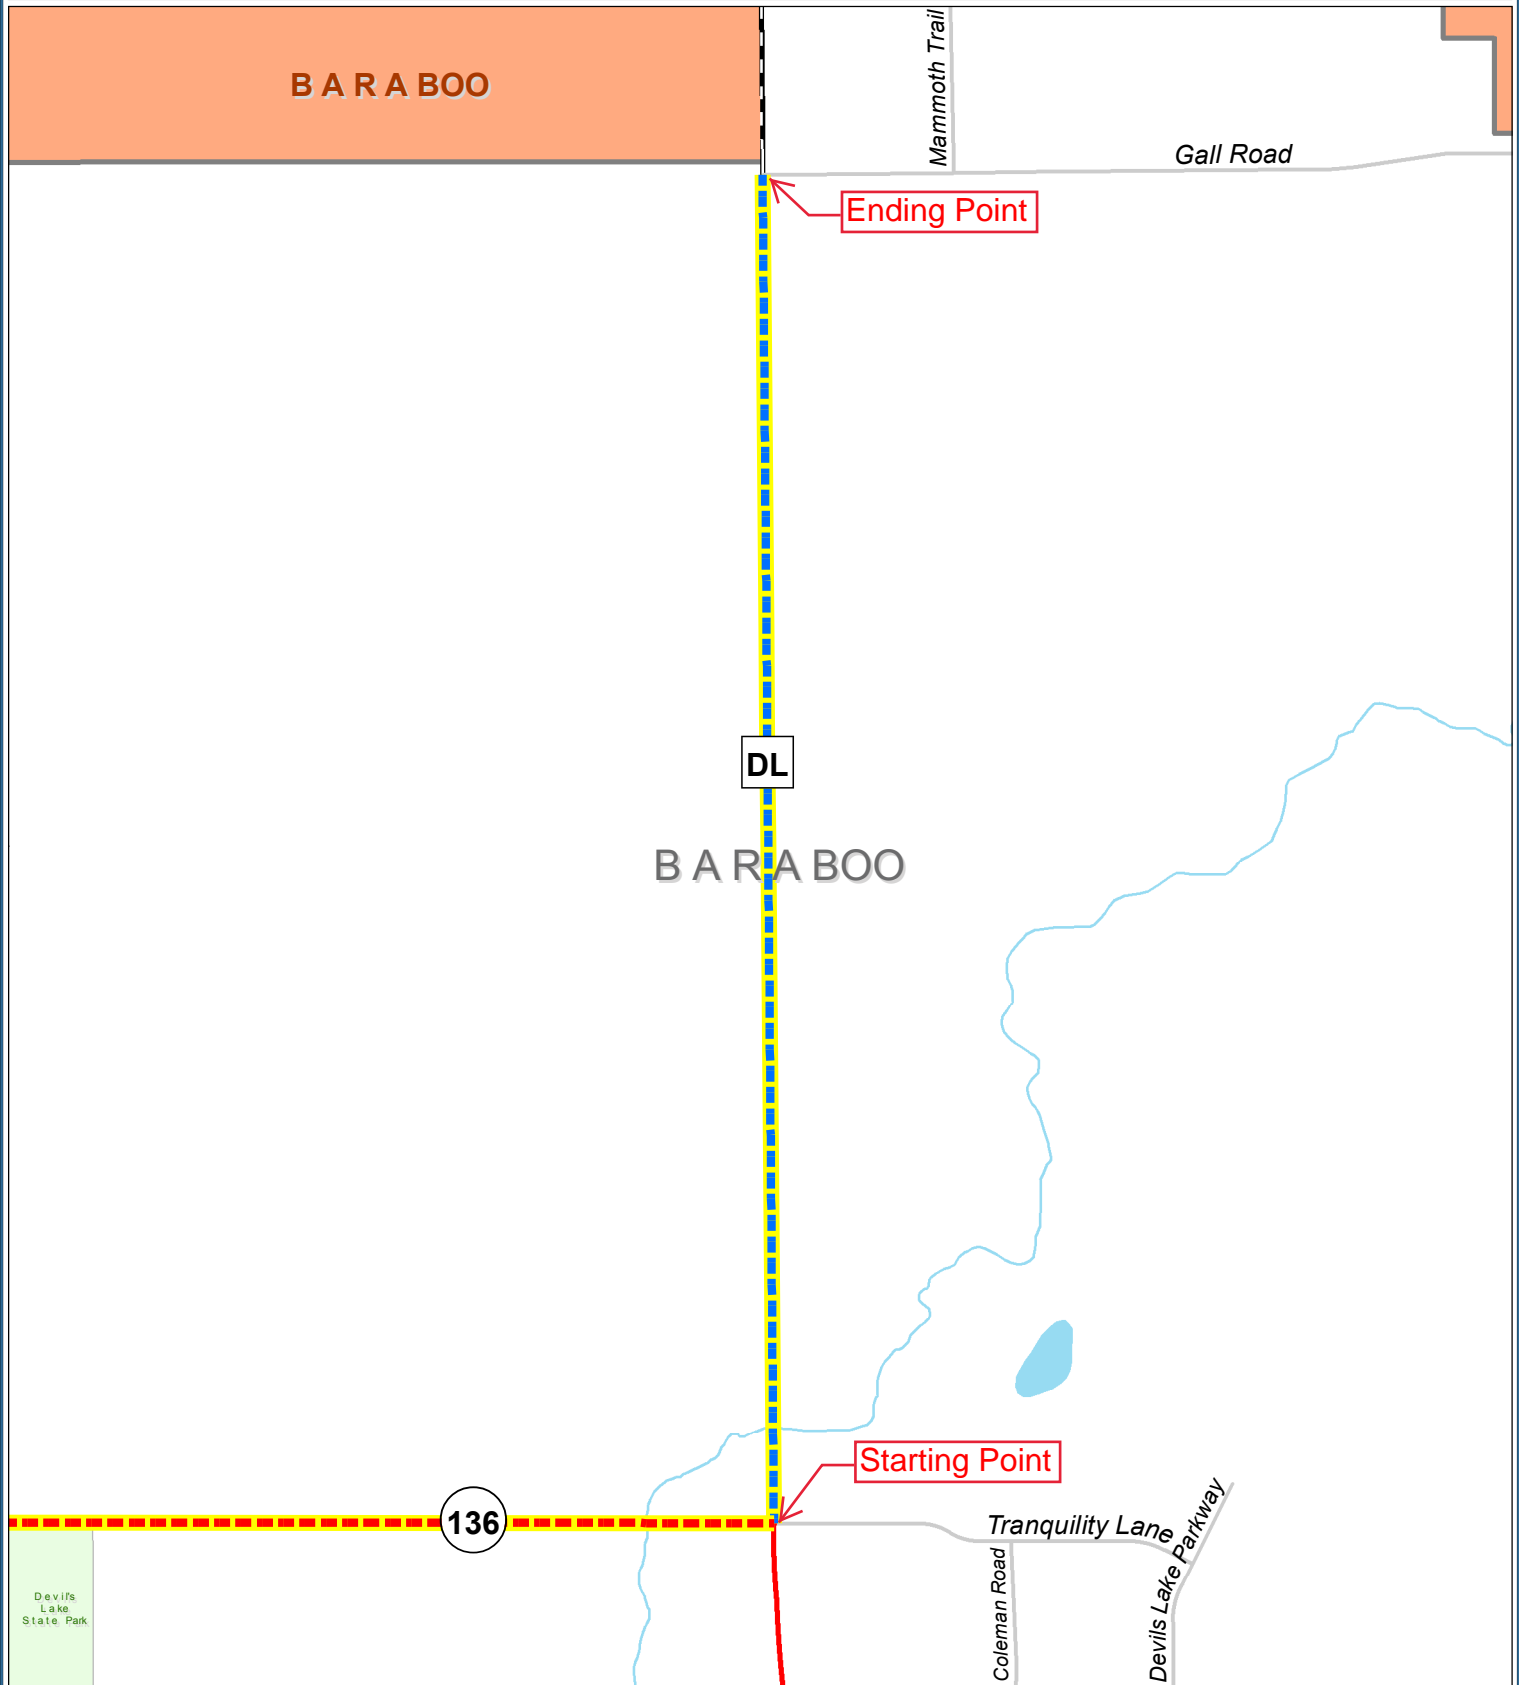 BARABOO
Mammoth Trail
Gall Road
Ending Point
DL
BARABOO
Starting Point
136
Tranquility Lane
Devils Lake Parkway
Coleman Road
Devil's
Lake
State Park